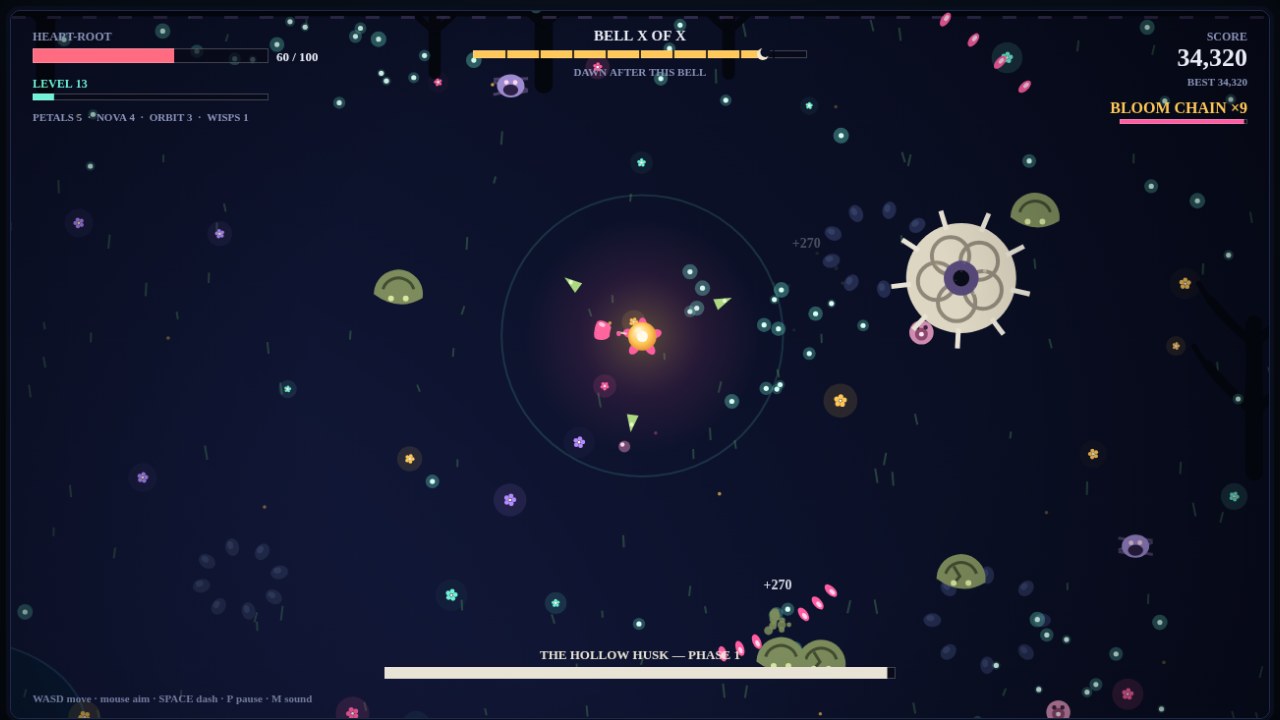 HEART-ROOT
60 / 100
LEVEL 13
PETALS 5 · NOVA 4 · ORBIT 3 · WISPS 1
BELL X OF X
DAWN AFTER THIS BELL
SCORE
34,320
BEST 34,320
BLOOM CHAIN ×9
+270
+270
THE HOLLOW HUSK — PHASE 1
WASD move · mouse aim · SPACE dash · P pause · M sound